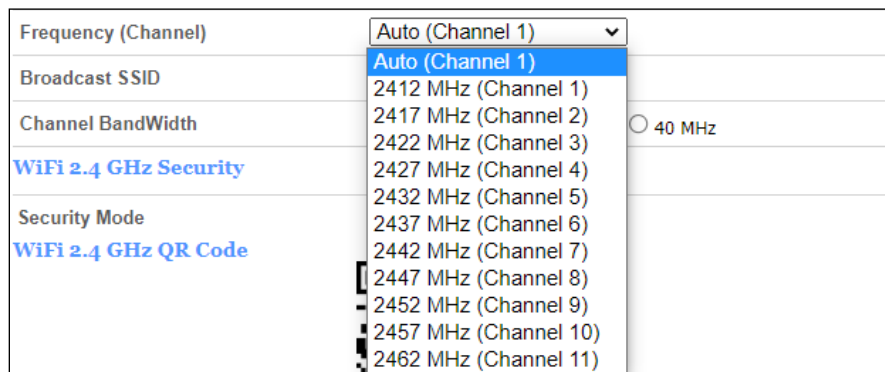 Frequency (Channel) Auto (Channel 1)
Auto (Channel 1)
Broadcast SSID
2412 MHz (Channel 1)
2417 MHz (Channel 2)
Channel BandWidth 40 MHz
2422 MHz (Channel 3)
WiFi 2.4 GHz Security
2427 MHz (Channel 4)
2432 MHz (Channel 5)
Security Mode
2437 MHz (Channel 6)
WiFi 2.4 GHz QR Code
2442 MHz (Channel 7)
2447 MHz (Channel 8)
2452 MHz (Channel 9)
2457 MHz (Channel 10)
2462 MHz (Channel 11)